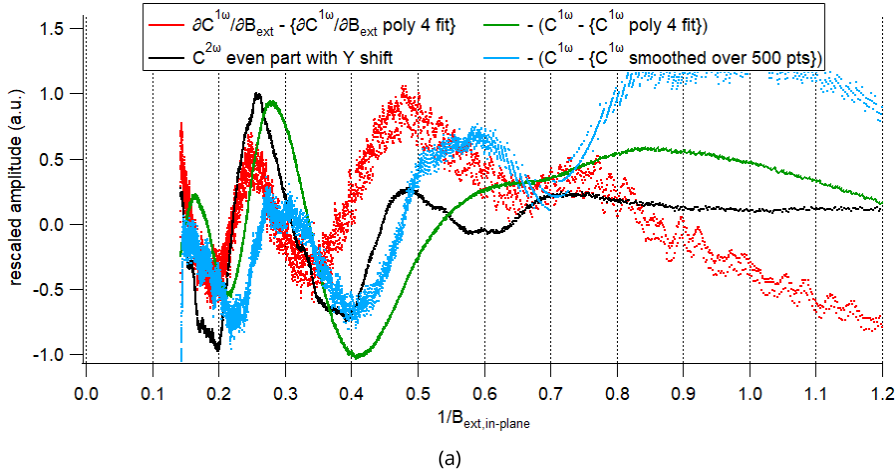 ∂C^1ω/∂B_ext - {∂C^1ω/∂B_ext poly 4 fit}
- (C^1ω - {C^1ω poly 4 fit})
C^2ω even part with Y shift
- (C^1ω - {C^1ω smoothed over 500 pts})
rescaled amplitude (a.u.)
1.5
1.0
0.5
0.0
-0.5
-1.0
0.0 0.1 0.2 0.3 0.4 0.5 0.6 0.7 0.8 0.9 1.0 1.1 1.2
1/B_ext,in-plane
(a)